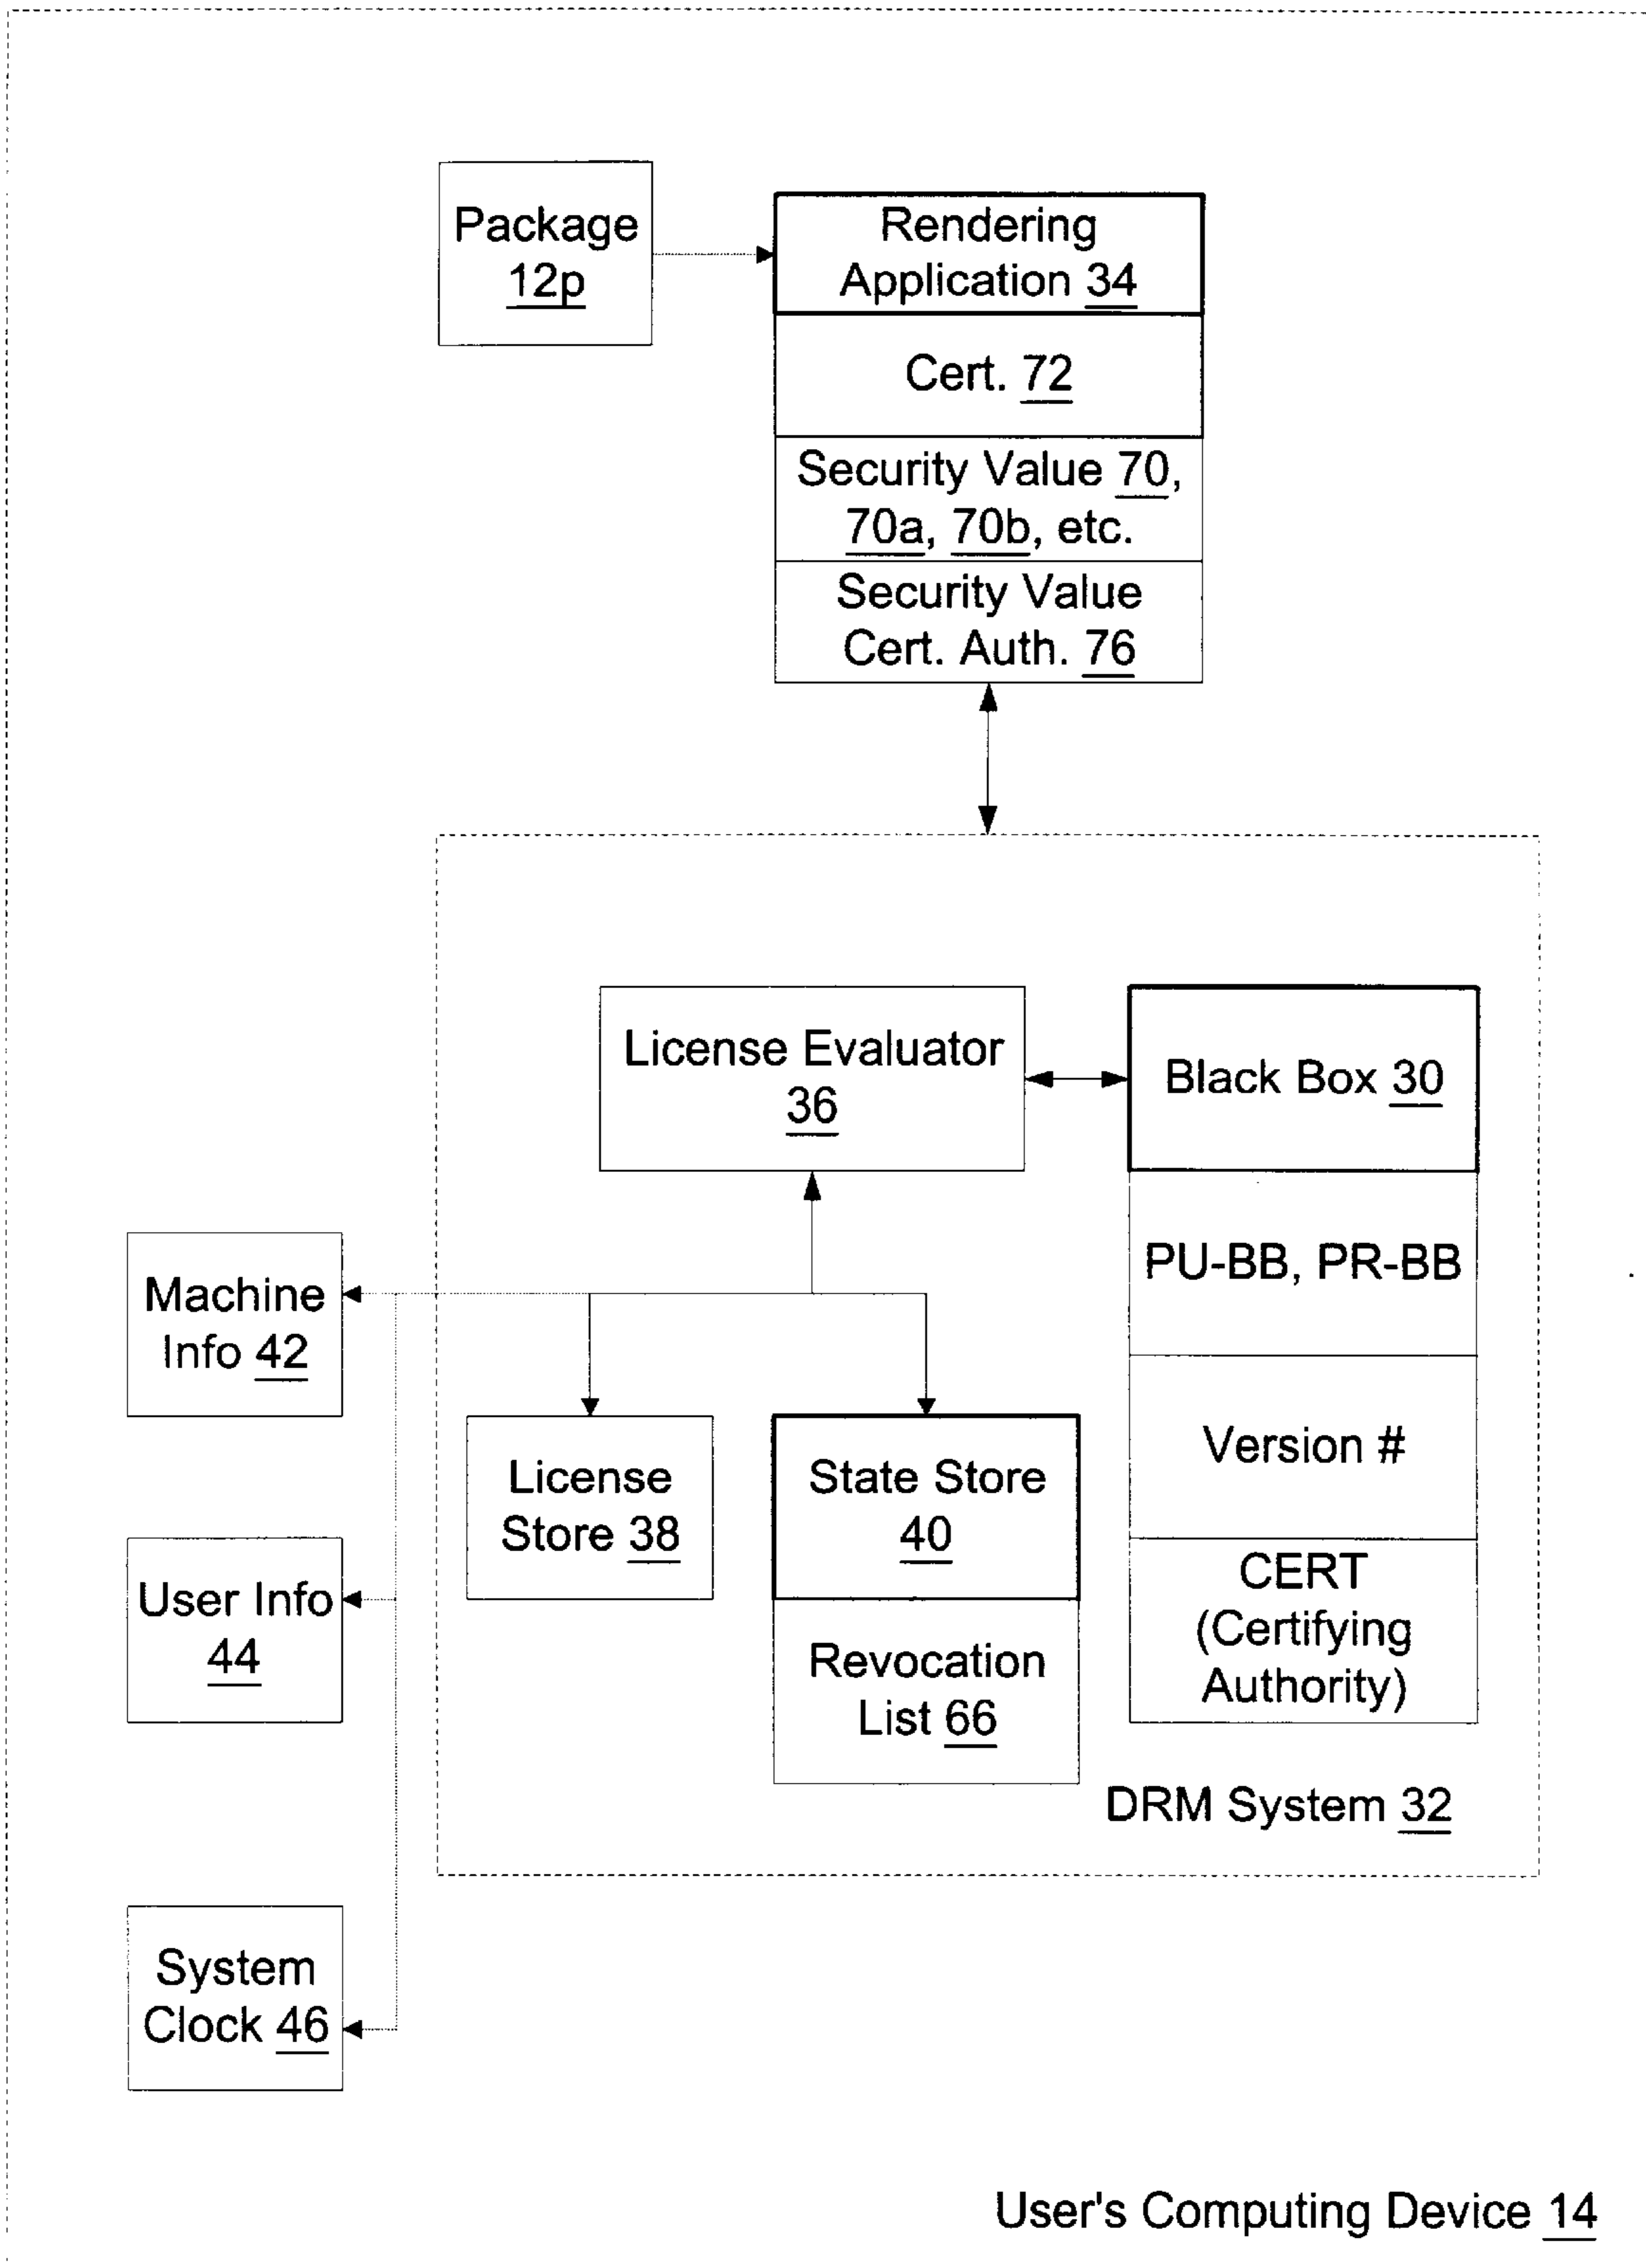 Package
12p
Rendering
Application 34
Cert. 72
Security Value 70,
70a, 70b, etc.
Security Value
Cert. Auth. 76
License Evaluator
36
Black Box 30
PU-BB, PR-BB
Version #
CERT
(Certifying
Authority)
Machine
Info 42
License
Store 38
State Store
40
Revocation
List 66
User Info
44
DRM System 32
System
Clock 46
User's Computing Device 14